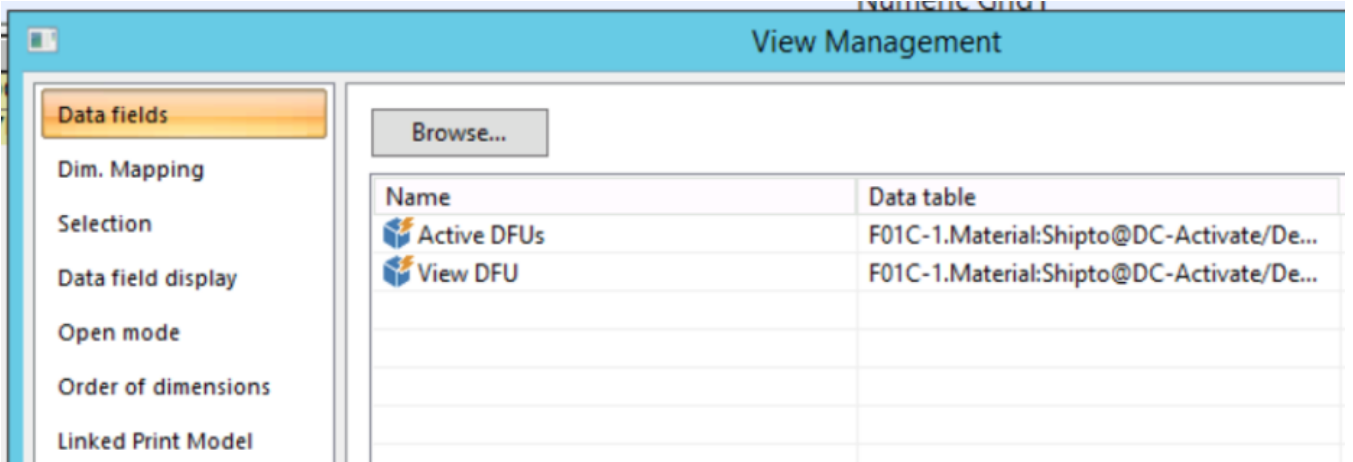 Numeric Grid1
View Management
Data fields
Dim. Mapping
Selection
Data field display
Open mode
Order of dimensions
Linked Print Model
Browse...
Name Data table
Active DFUs F01C-1.Material:Shipto@DC-Activate/De...
View DFU F01C-1.Material:Shipto@DC-Activate/De...